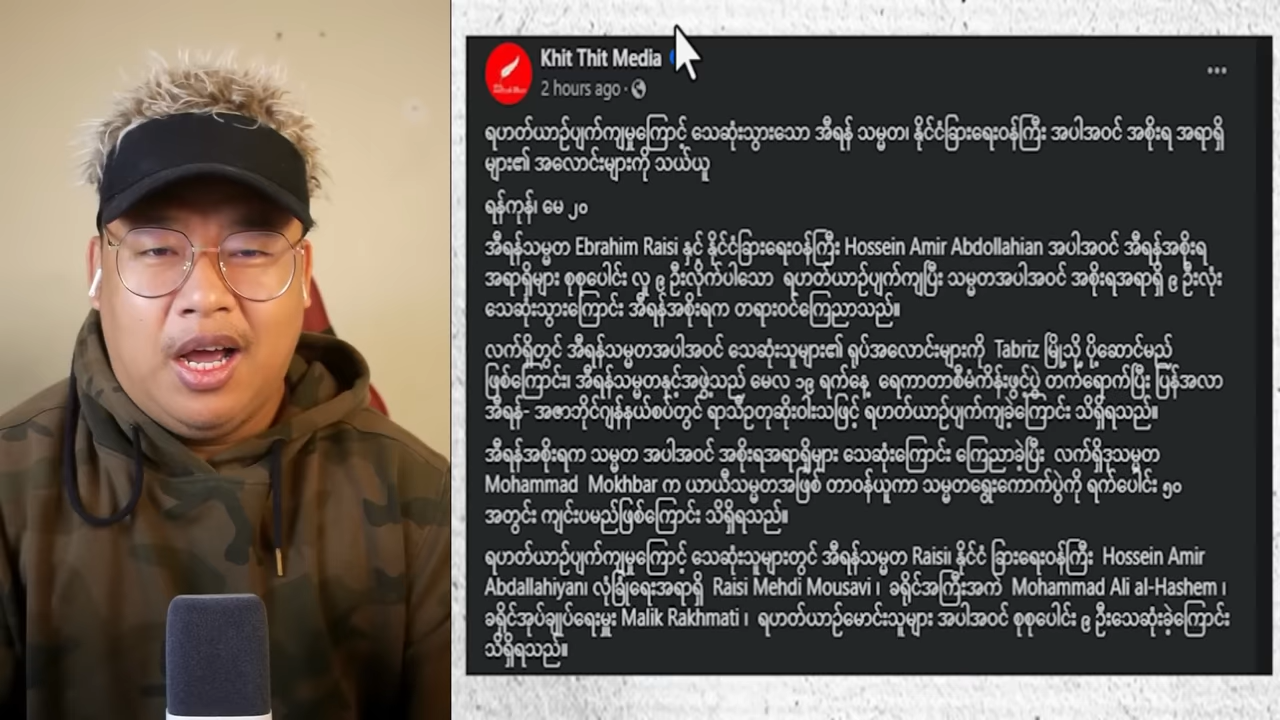 Khit Thit Media
2 hours ago
ရဟတ်ယာဉ်ပျက်ကျမှုကြောင့် သေဆုံးသွားသော အီရန် သမ္မတ၊ နိုင်ငံခြားရေးဝန်ကြီး အပါအဝင် အစိုးရ အရာရှိ
များ၏ အလောင်းများကို သယ်ယူ
ရန်ကုန်၊ မေ ၂၀
အီရန်သမ္မတ Ebrahim Raisi နှင့် နိုင်ငံခြားရေးဝန်ကြီး Hossein Amir Abdollahian အပါအဝင် အီရန်အစိုးရ
အရာရှိများ စုစုပေါင်း လူ ၉ ဦးလိုက်ပါသော ရဟတ်ယာဉ်ပျက်ကျပြီး သမ္မတအပါအဝင် အစိုးရအရာရှိ ၉ ဦးလုံး
သေဆုံးသွားကြောင်း အီရန်အစိုးရက တရားဝင်ကြေညာသည်။
လက်ရှိတွင် အီရန်သမ္မတအပါအဝင် သေဆုံးသူများ၏ ရုပ်အလောင်းများကို Tabriz မြို့သို့ ပို့ဆောင်မည်
ဖြစ်ကြောင်း၊ အီရန်သမ္မတနှင့်အဖွဲ့သည် မေလ ၁၉ ရက်နေ့ ရေကာတာစီမံကိန်းဖွင့်ပွဲ တက်ရောက်ပြီး ပြန်အလာ
အီရန်- အဇာဘိုင်ဂျန်နယ်စပ်တွင် ရာသီဥတုဆိုးဝါးသဖြင့် ရဟတ်ယာဉ်ပျက်ကျခဲ့ကြောင်း သိရှိရသည်။
အီရန်အစိုးရက သမ္မတ အပါအဝင် အစိုးရအရာရှိများ သေဆုံးကြောင်း ကြေညာခဲ့ပြီး လက်ရှိဒုသမ္မတ
Mohammad Mokhbar က ယာယီသမ္မတအဖြစ် တာဝန်ယူကာ သမ္မတရွေးကောက်ပွဲကို ရက်ပေါင်း ၅၀
အတွင်း ကျင်းပမည်ဖြစ်ကြောင်း သိရှိရသည်။
ရဟတ်ယာဉ်ပျက်ကျမှုကြောင့် သေဆုံးသူများတွင် အီရန်သမ္မတ Raisi၊ နိုင်ငံ ခြားရေးဝန်ကြီး Hossein Amir
Abdallahiyan၊ လုံခြုံရေးအရာရှိ Raisi Mehdi Mousavi ၊ ခရိုင်အကြီးအကဲ Mohammad Ali al-Hashem ၊
ခရိုင်အုပ်ချုပ်ရေးမှူး Malik Rakhmati ၊ ရဟတ်ယာဉ်မောင်းသူများ အပါအဝင် စုစုပေါင်း ၉ ဦးသေဆုံးခဲ့ကြောင်း
သိရှိရသည်။